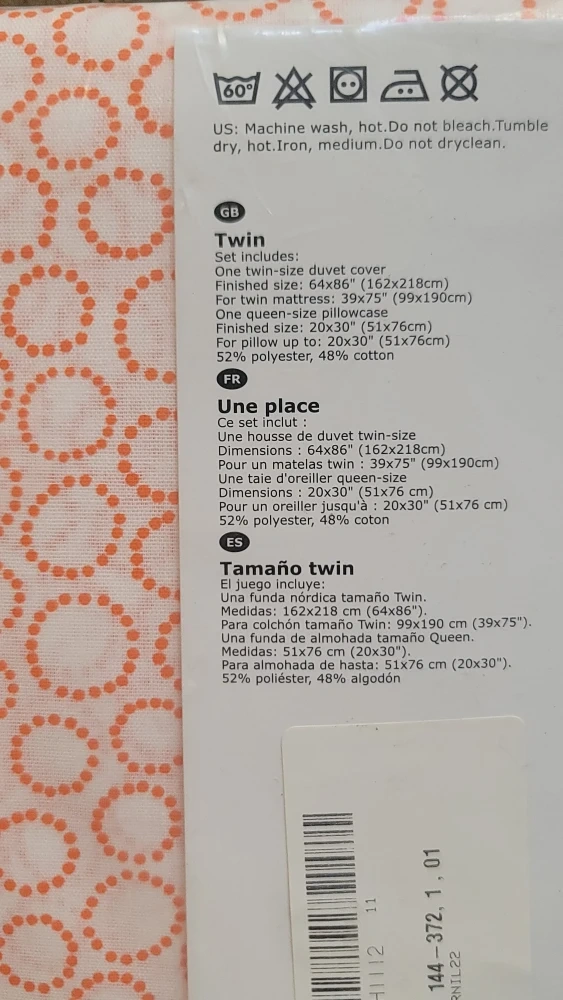 60°
US: Machine wash, hot.Do not bleach.Tumble
dry, hot.Iron, medium.Do not dryclean.
GB
Twin
Set includes:
One twin-size duvet cover
Finished size: 64x86" (162x218cm)
For twin mattress: 39x75" (99x190cm)
One queen-size pillowcase
Finished size: 20x30" (51x76cm)
For pillow up to: 20x30" (51x76cm)
52% polyester, 48% cotton
FR
Une place
Ce set inclut :
Une housse de duvet twin-size
Dimensions : 64x86" (162x218cm)
Pour un matelas twin : 39x75" (99x190cm)
Une taie d'oreiller queen-size
Dimensions : 20x30" (51x76 cm)
Pour un oreiller jusqu'à : 20x30" (51x76 cm)
52% polyester, 48% coton
ES
Tamaño twin
El juego incluye:
Una funda nórdica tamaño Twin.
Medidas: 162x218 cm (64x86").
Para colchón tamaño Twin: 99x190 cm (39x75").
Una funda de almohada tamaño Queen.
Medidas: 51x76 cm (20x30").
Para almohada de hasta: 51x76 cm (20x30").
52% poliéster, 48% algodón
11
144-372, 1 , 01